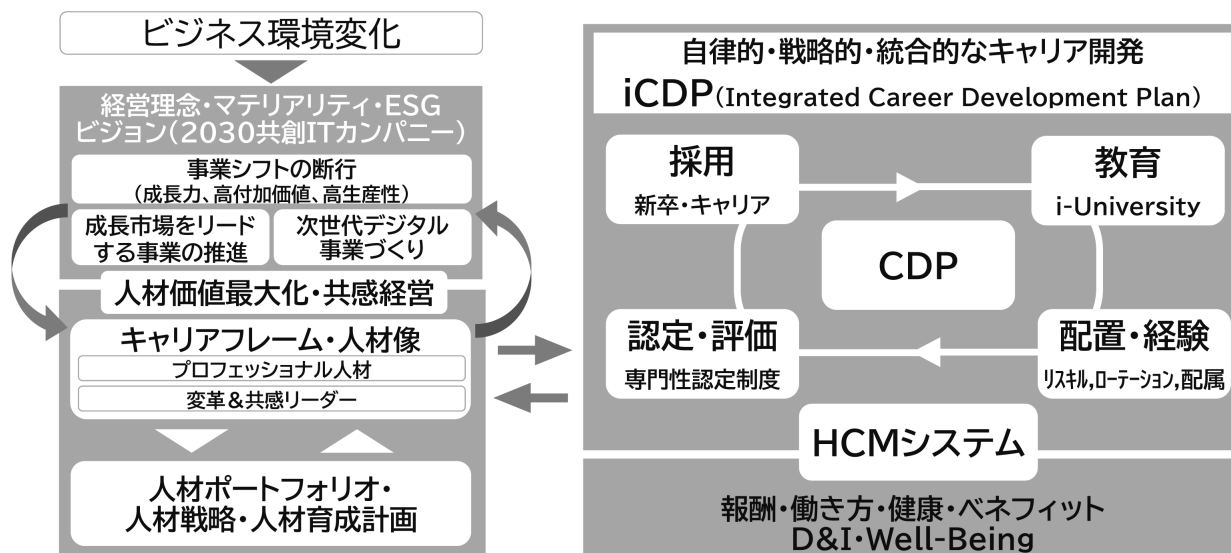 ビジネス環境変化
経営理念・マテリアリティ・ESG
ビジョン（2030共創ITカンパニー）
事業シフトの断行
（成長力、高付加価値、高生産性）
成長市場をリード
する事業の推進
次世代デジタル
事業づくり
人材価値最大化・共感経営
キャリアフレーム・人材像
プロフェッショナル人材
変革＆共感リーダー
人材ポートフォリオ・
人材戦略・人材育成計画
自律的・戦略的・統合的なキャリア開発
iCDP（Integrated Career Development Plan）
採用
新卒・キャリア
教育
i-University
CDP
認定・評価
専門性認定制度
配置・経験
リスキル,ローテーション,配属
HCMシステム
報酬・働き方・健康・ベネフィット
D&I・Well-Being